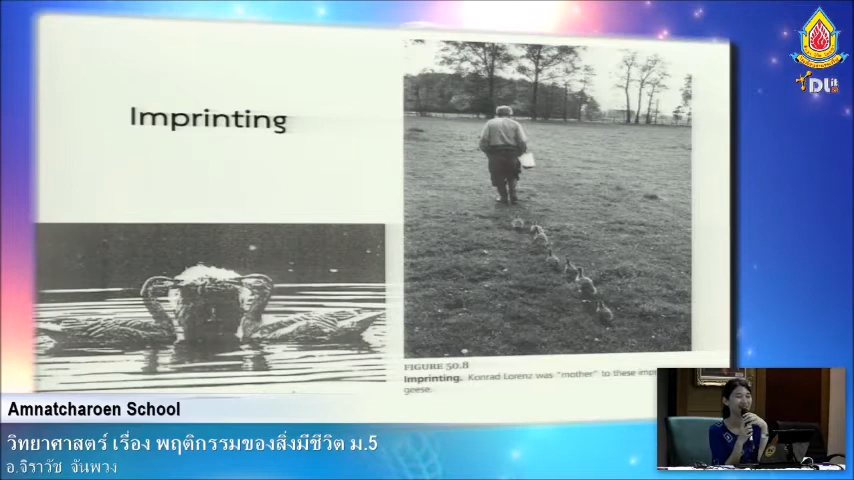 Imprinting
DLit
FIGURE 50.8
Imprinting. Konrad Lorenz was "mother" to these
geese.
Amnatcharoen School
วิทยาศาสตร์ เรื่อง พฤติกรรมของสิ่งมีชีวิต ม.5
อ.จิราวัช จันพวง